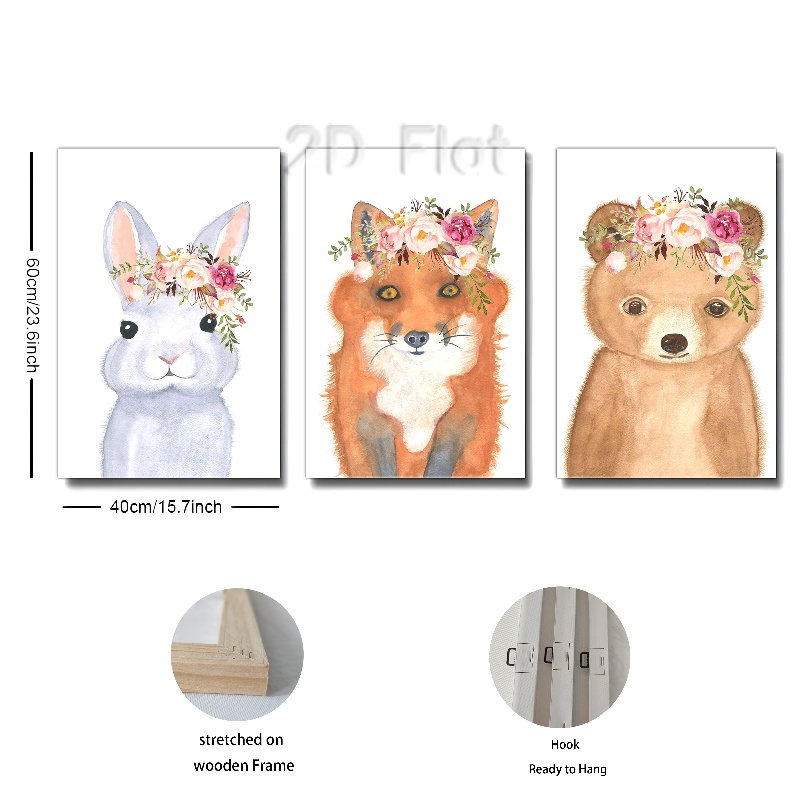 2D Flat
60cm/23.6inch
40cm/15.7inch
stretched on
wooden Frame
Hook
Ready to Hang